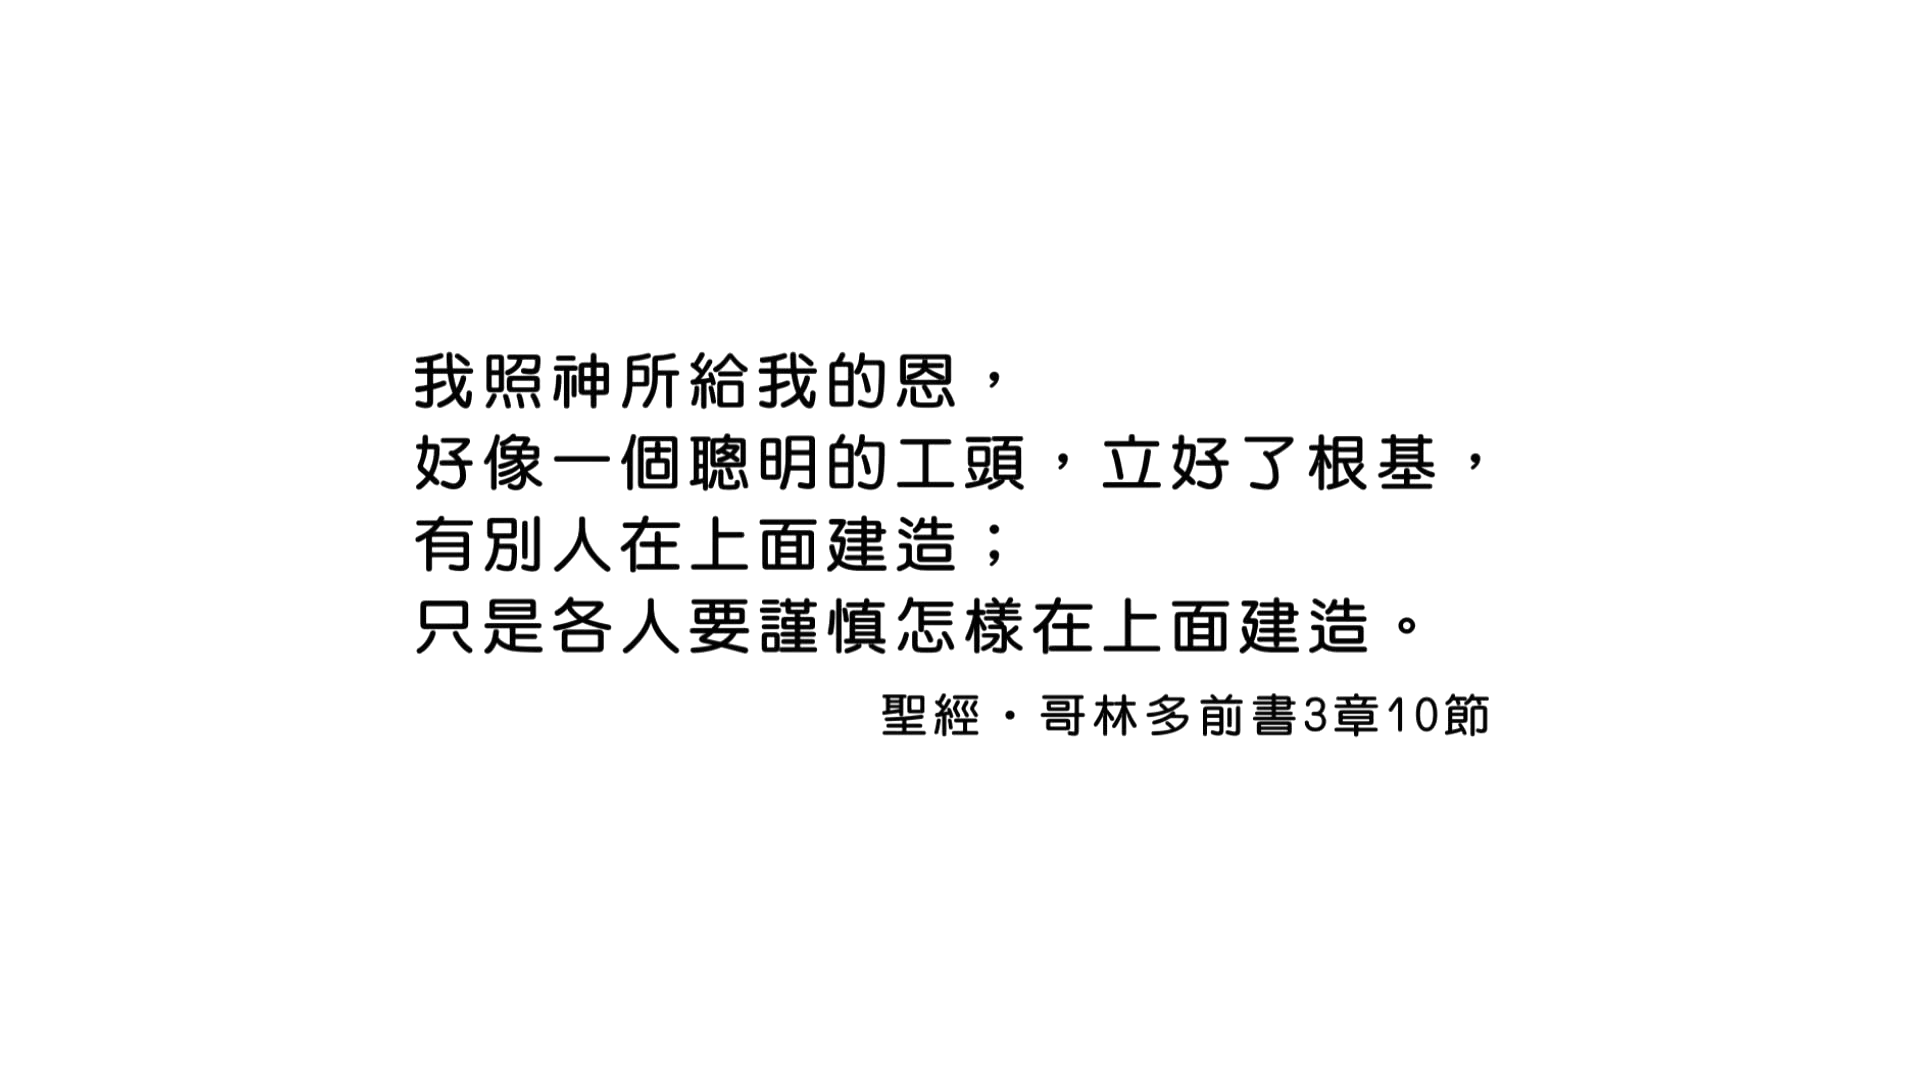 我照神所給我的恩，
好像一個聰明的工頭，立好了根基，
有別人在上面建造；
只是各人要謹慎怎樣在上面建造。
聖經・哥林多前書3章10節